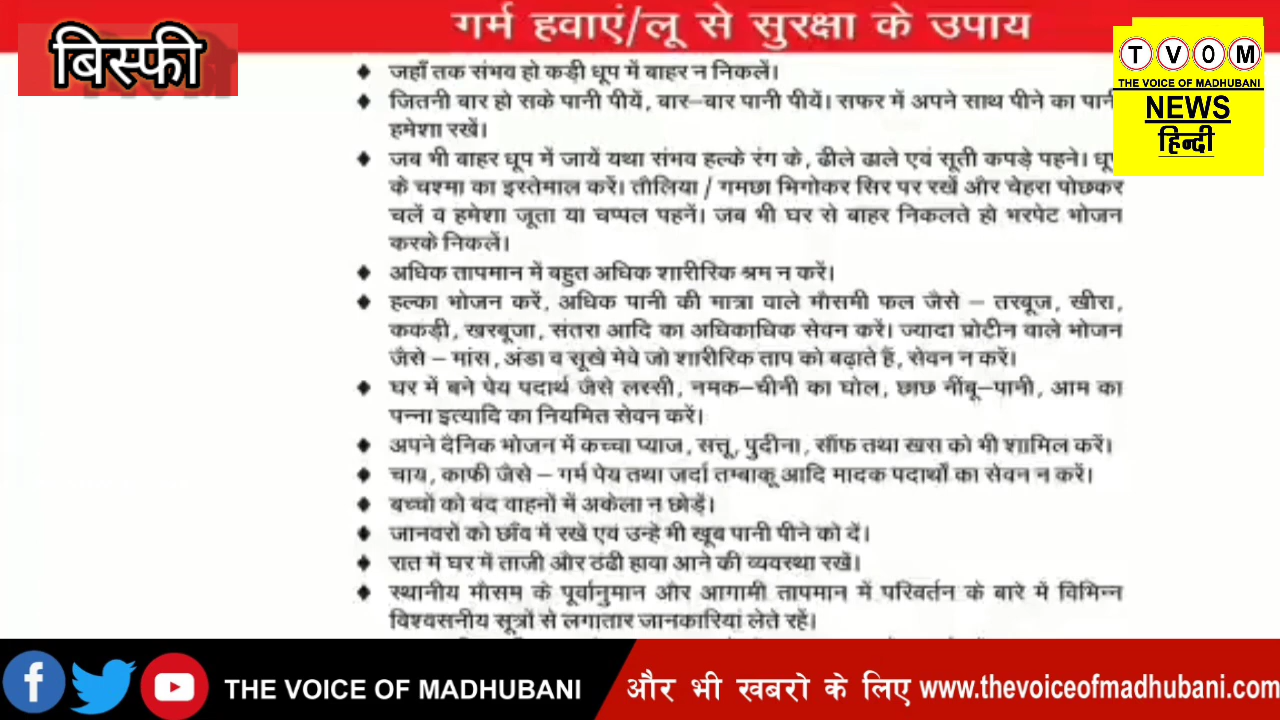 गर्म हवाएं/लू से सुरक्षा के उपाय
बिस्फी
T V O M
THE VOICE OF MADHUBANI
NEWS
हिन्दी
♦ जहाँ तक संभव हो कड़ी धूप में बाहर न निकलें।
♦ जितनी बार हो सके पानी पीयें, बार–बार पानी पीयें। सफर में अपने साथ पीने का पानी
हमेशा रखें।
♦ जब भी बाहर धूप में जायें यथा संभव हल्के रंग के, ढीले ढाले एवं सूती कपड़े पहने। धूप
के चश्मा का इस्तेमाल करें। तौलिया / गमछा भिगोकर सिर पर रखें और चेहरा पोछकर
चलें व हमेशा जूता या चप्पल पहनें। जब भी घर से बाहर निकलते हो भरपेट भोजन
करके निकलें।
♦ अधिक तापमान में बहुत अधिक शारीरिक श्रम न करें।
♦ हल्का भोजन करें, अधिक पानी की मात्रा वाले मौसमी फल जैसे – तरबूज, खीरा,
ककड़ी, खरबूजा, संतरा आदि का अधिकाधिक सेवन करें। ज्यादा प्रोटीन वाले भोजन
जैसे – मांस, अंडा व सूखे मेवे जो शारीरिक ताप को बढ़ाते हैं, सेवन न करें।
♦ घर में बने पेय पदार्थ जैसे लस्सी, नमक–चीनी का घोल, छाछ नींबू–पानी, आम का
पन्ना इत्यादि का नियमित सेवन करें।
♦ अपने दैनिक भोजन में कच्चा प्याज, सत्तू, पुदीना, सौंफ तथा खस को भी शामिल करें।
♦ चाय, काफी जैसे – गर्म पेय तथा जर्दा तम्बाकू आदि मादक पदार्थों का सेवन न करें।
♦ बच्चों को बंद वाहनों में अकेला न छोड़ें।
♦ जानवरों को छाँव में रखें एवं उन्हें भी खूब पानी पीने को दें।
♦ रात में घर में ताजी और ठंढी हावा आने की व्यवस्था रखें।
♦ स्थानीय मौसम के पूर्वानुमान और आगामी तापमान में परिवर्तन के बारे में विभिन्न
विश्वसनीय सूत्रों से लगातार जानकारियां लेते रहें।
THE VOICE OF MADHUBANI
और भी खबरो के लिए www.thevoiceofmadhubani.com